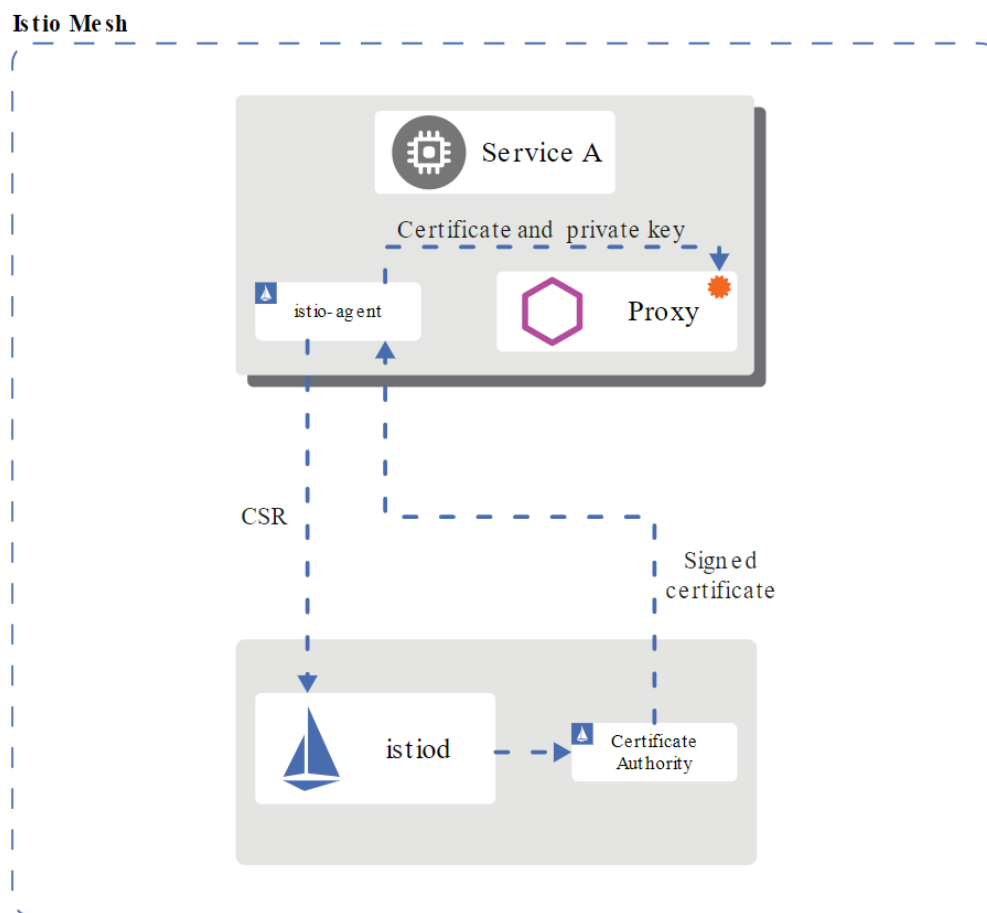 Istio Mesh
Service A
Certificate and private key
istio-agent
Proxy
CSR
Signed
certificate
istiod
Certificate
Authority